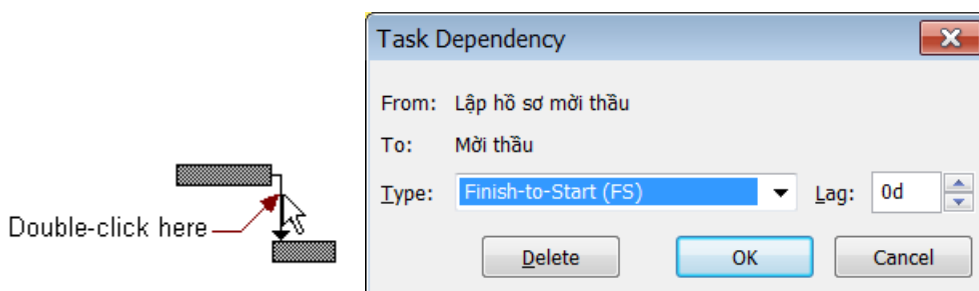 Task Dependency
From: Lập hồ sơ mời thầu
To: Mời thầu
Type: Finish-to-Start (FS) Lag: 0d
Double-click here
Delete OK Cancel